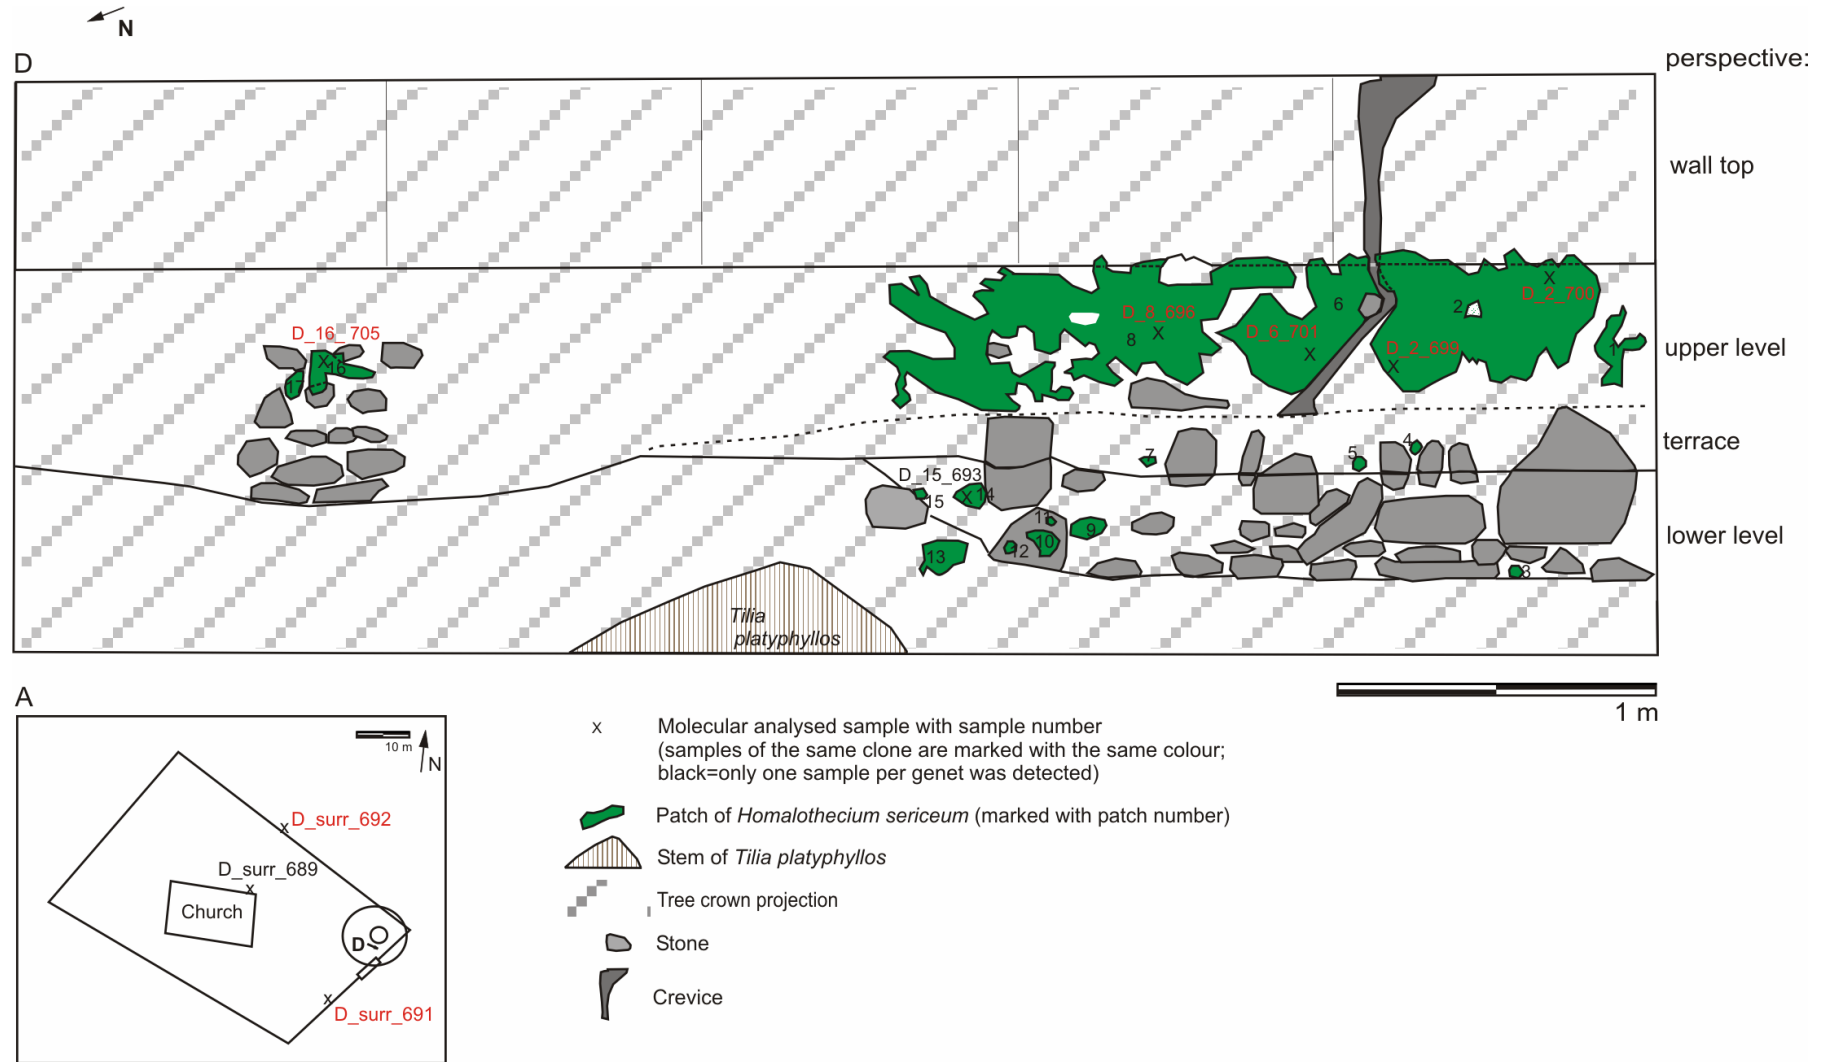 N
D
perspective:
wall top
D_16_705
16
17
D_8_696
8
D_6_701
6
2
D_2_700
D_2_699
1
upper level
terrace
7
5
4
D_15_693
15
14
11
10
12
9
13
3
lower level
Tilia
platyphyllos
1 m
A
10 m
N
D_surr_692
D_surr_689
Church
D
D_surr_691
x
Molecular analysed sample with sample number
(samples of the same clone are marked with the same colour;
black=only one sample per genet was detected)
Patch of Homalothecium sericeum (marked with patch number)
Stem of Tilia platyphyllos
Tree crown projection
Stone
Crevice